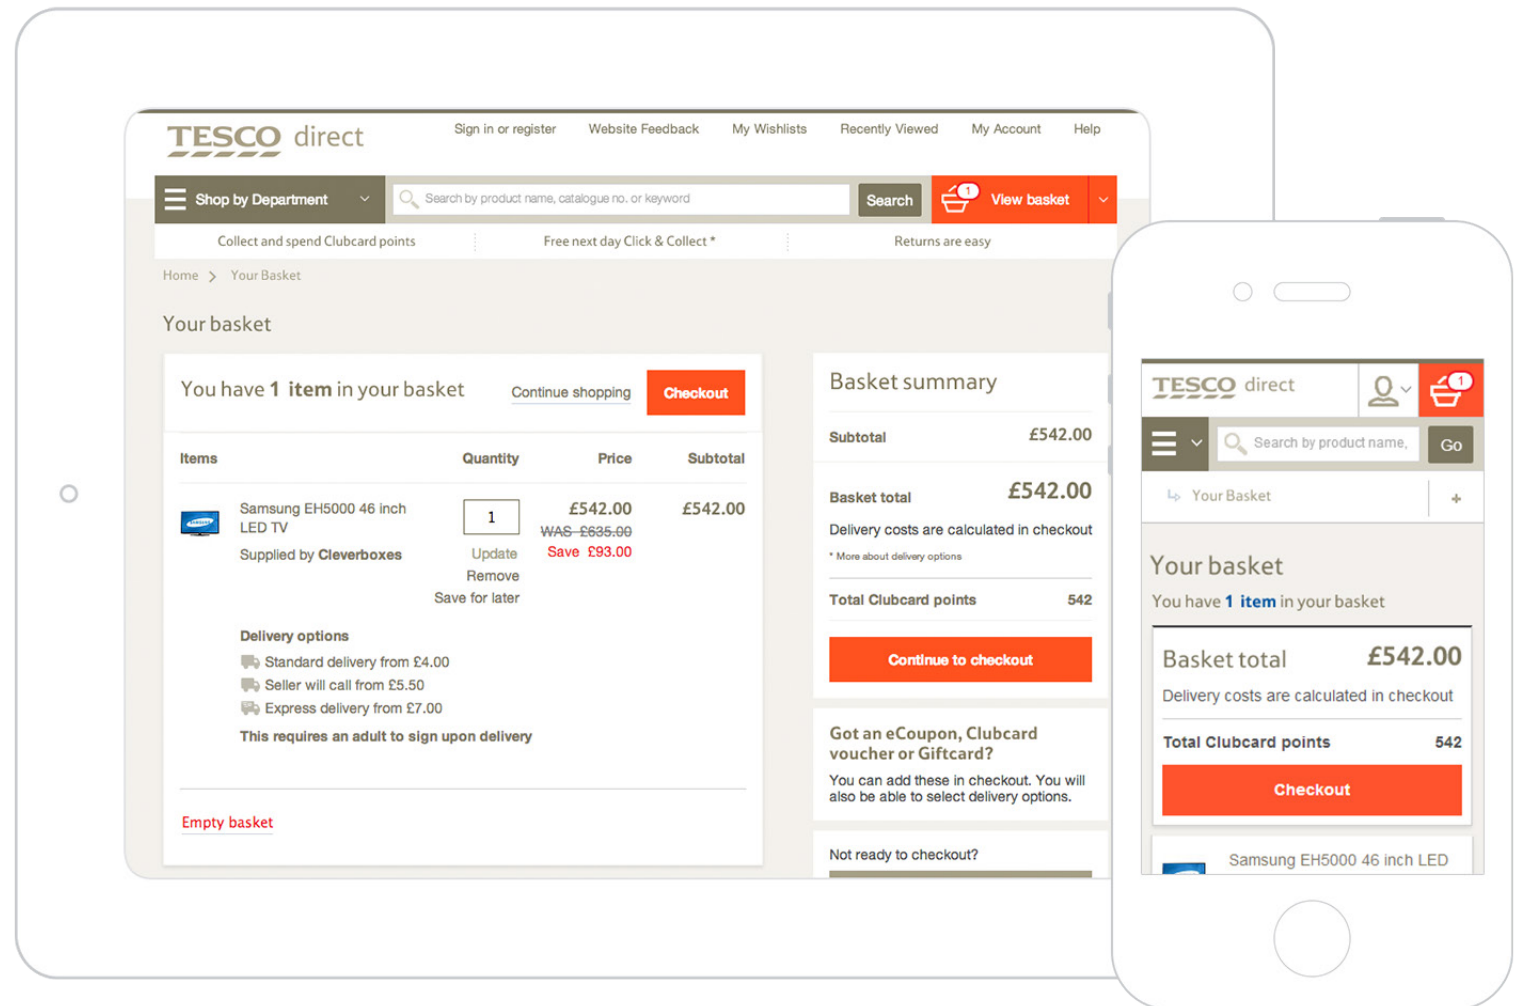 TESCO direct
Sign in or register
Website Feedback
My Wishlists
Recently Viewed
My Account
Help
Shop by Department
Search by product name, catalogue no. or keyword
Search
1
View basket
Collect and spend Clubcard points
Free next day Click & Collect *
Returns are easy
Home > Your Basket
Your basket
You have 1 item in your basket
Continue shopping
Checkout
Items
Quantity
Price
Subtotal
SAMSUNG
Samsung EH5000 46 inch
LED TV
Supplied by Cleverboxes
1
Update
Remove
Save for later
£542.00
WAS £635.00
Save £93.00
£542.00
Delivery options
Standard delivery from £4.00
Seller will call from £5.50
Express delivery from £7.00
This requires an adult to sign upon delivery
Empty basket
Basket summary
Subtotal £542.00
Basket total £542.00
Delivery costs are calculated in checkout
* More about delivery options
Total Clubcard points 542
Continue to checkout
Got an eCoupon, Clubcard
voucher or Giftcard?
You can add these in checkout. You will
also be able to select delivery options.
Not ready to checkout?
TESCO direct
1
Search by product name,
Go
Your Basket
+
Your basket
You have 1 item in your basket
Basket total £542.00
Delivery costs are calculated in checkout
Total Clubcard points 542
Checkout
Samsung EH5000 46 inch LED